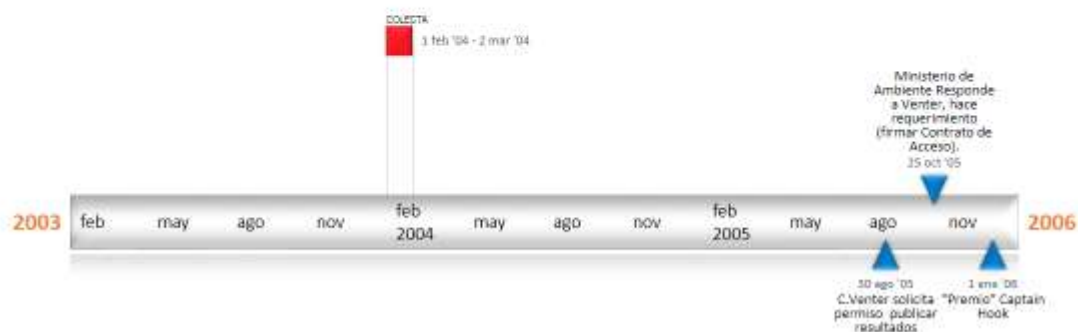 COLECTA
1 feb '04 - 2 mar '04
Ministerio de
Ambiente Responde
a Venter, hace
requerimiento
(firmar Contrato de
Acceso).
25 oct '05
2003
feb
may
ago
nov
feb
2004
may
ago
nov
feb
2005
may
ago
nov
2006
30 ago '05
C.Venter solicita
permiso publicar
resultados
1 ene '06
"Premio" Captain
Hook